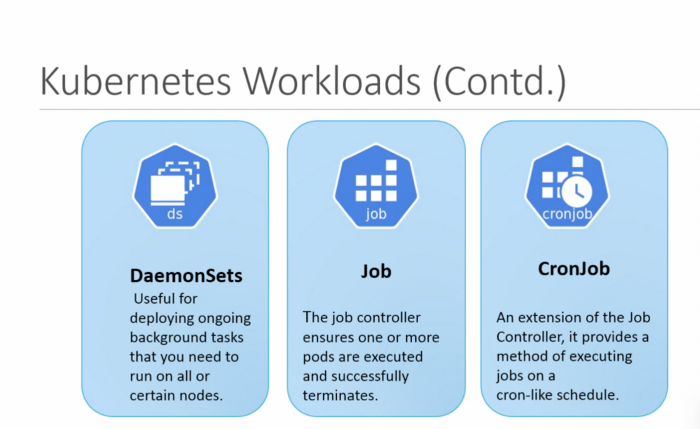 Kubernetes Workloads (Contd.)
ds
DaemonSets
Useful for
deploying ongoing
background tasks
that you need to
run on all or
certain nodes.
job
Job
The job controller
ensures one or more
pods are executed
and successfully
terminates.
cronjob
CronJob
An extension of the Job
Controller, it provides a
method of executing
jobs on a
cron-like schedule.